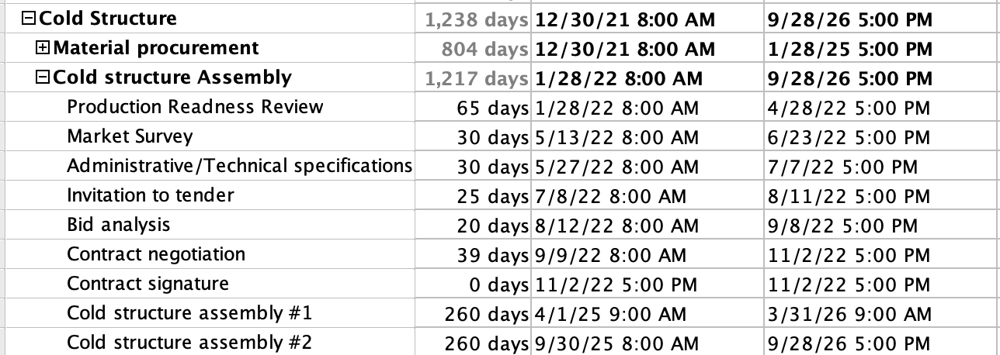 Cold Structure 1,238 days 12/30/21 8:00 AM 9/28/26 5:00 PM
Material procurement 804 days 12/30/21 8:00 AM 1/28/25 5:00 PM
Cold structure Assembly 1,217 days 1/28/22 8:00 AM 9/28/26 5:00 PM
Production Readiness Review 65 days 1/28/22 8:00 AM 4/28/22 5:00 PM
Market Survey 30 days 5/13/22 8:00 AM 6/23/22 5:00 PM
Administrative/Technical specifications 30 days 5/27/22 8:00 AM 7/7/22 5:00 PM
Invitation to tender 25 days 7/8/22 8:00 AM 8/11/22 5:00 PM
Bid analysis 20 days 8/12/22 8:00 AM 9/8/22 5:00 PM
Contract negotiation 39 days 9/9/22 8:00 AM 11/2/22 5:00 PM
Contract signature 0 days 11/2/22 5:00 PM 11/2/22 5:00 PM
Cold structure assembly #1 260 days 4/1/25 9:00 AM 3/31/26 9:00 AM
Cold structure assembly #2 260 days 9/30/25 8:00 AM 9/28/26 5:00 PM